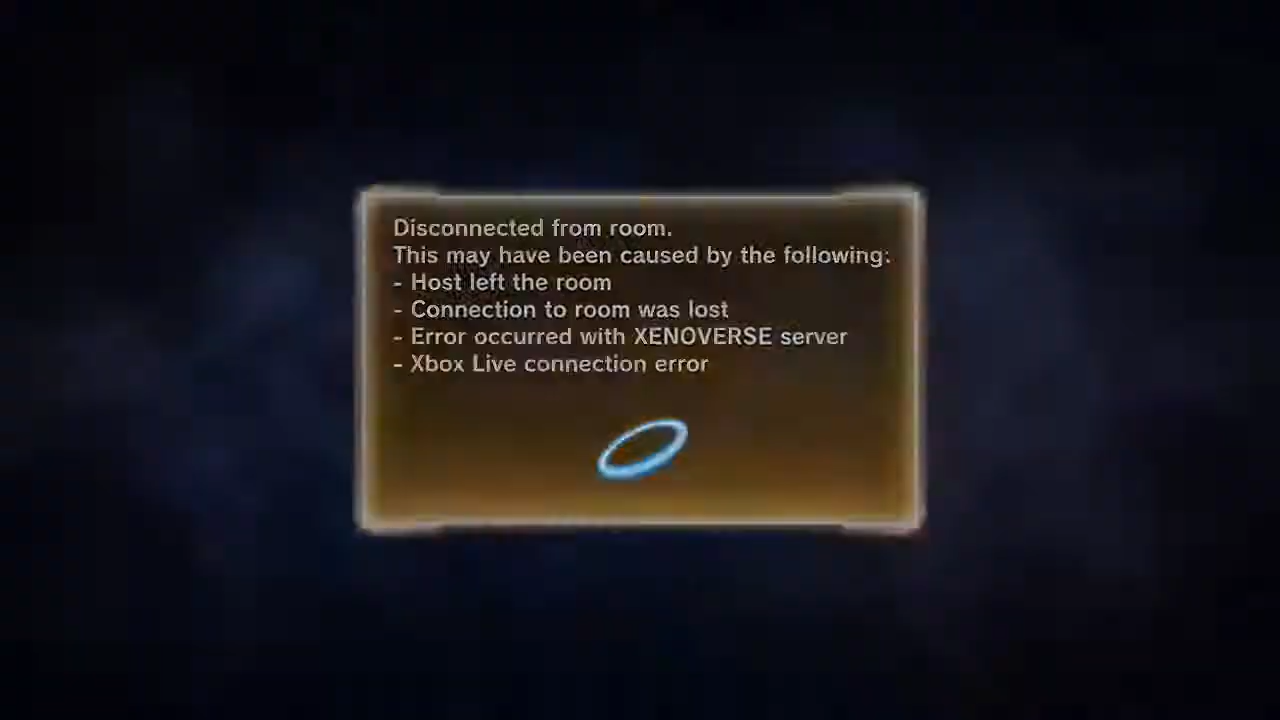 Disconnected from room.
This may have been caused by the following:
- Host left the room
- Connection to room was lost
- Error occurred with XENOVERSE server
- Xbox Live connection error